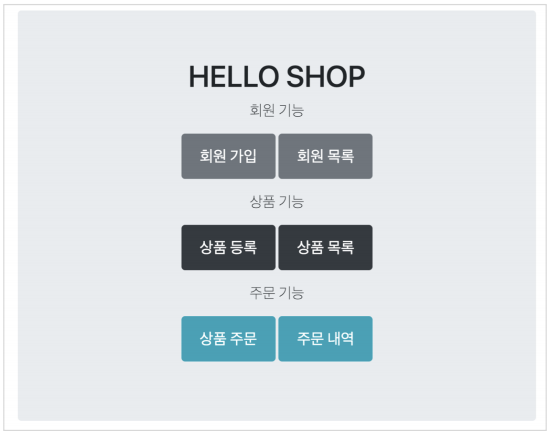 HELLO SHOP
회원 기능
회원 가입 회원 목록
상품 기능
상품 등록 상품 목록
주문 기능
상품 주문 주문 내역